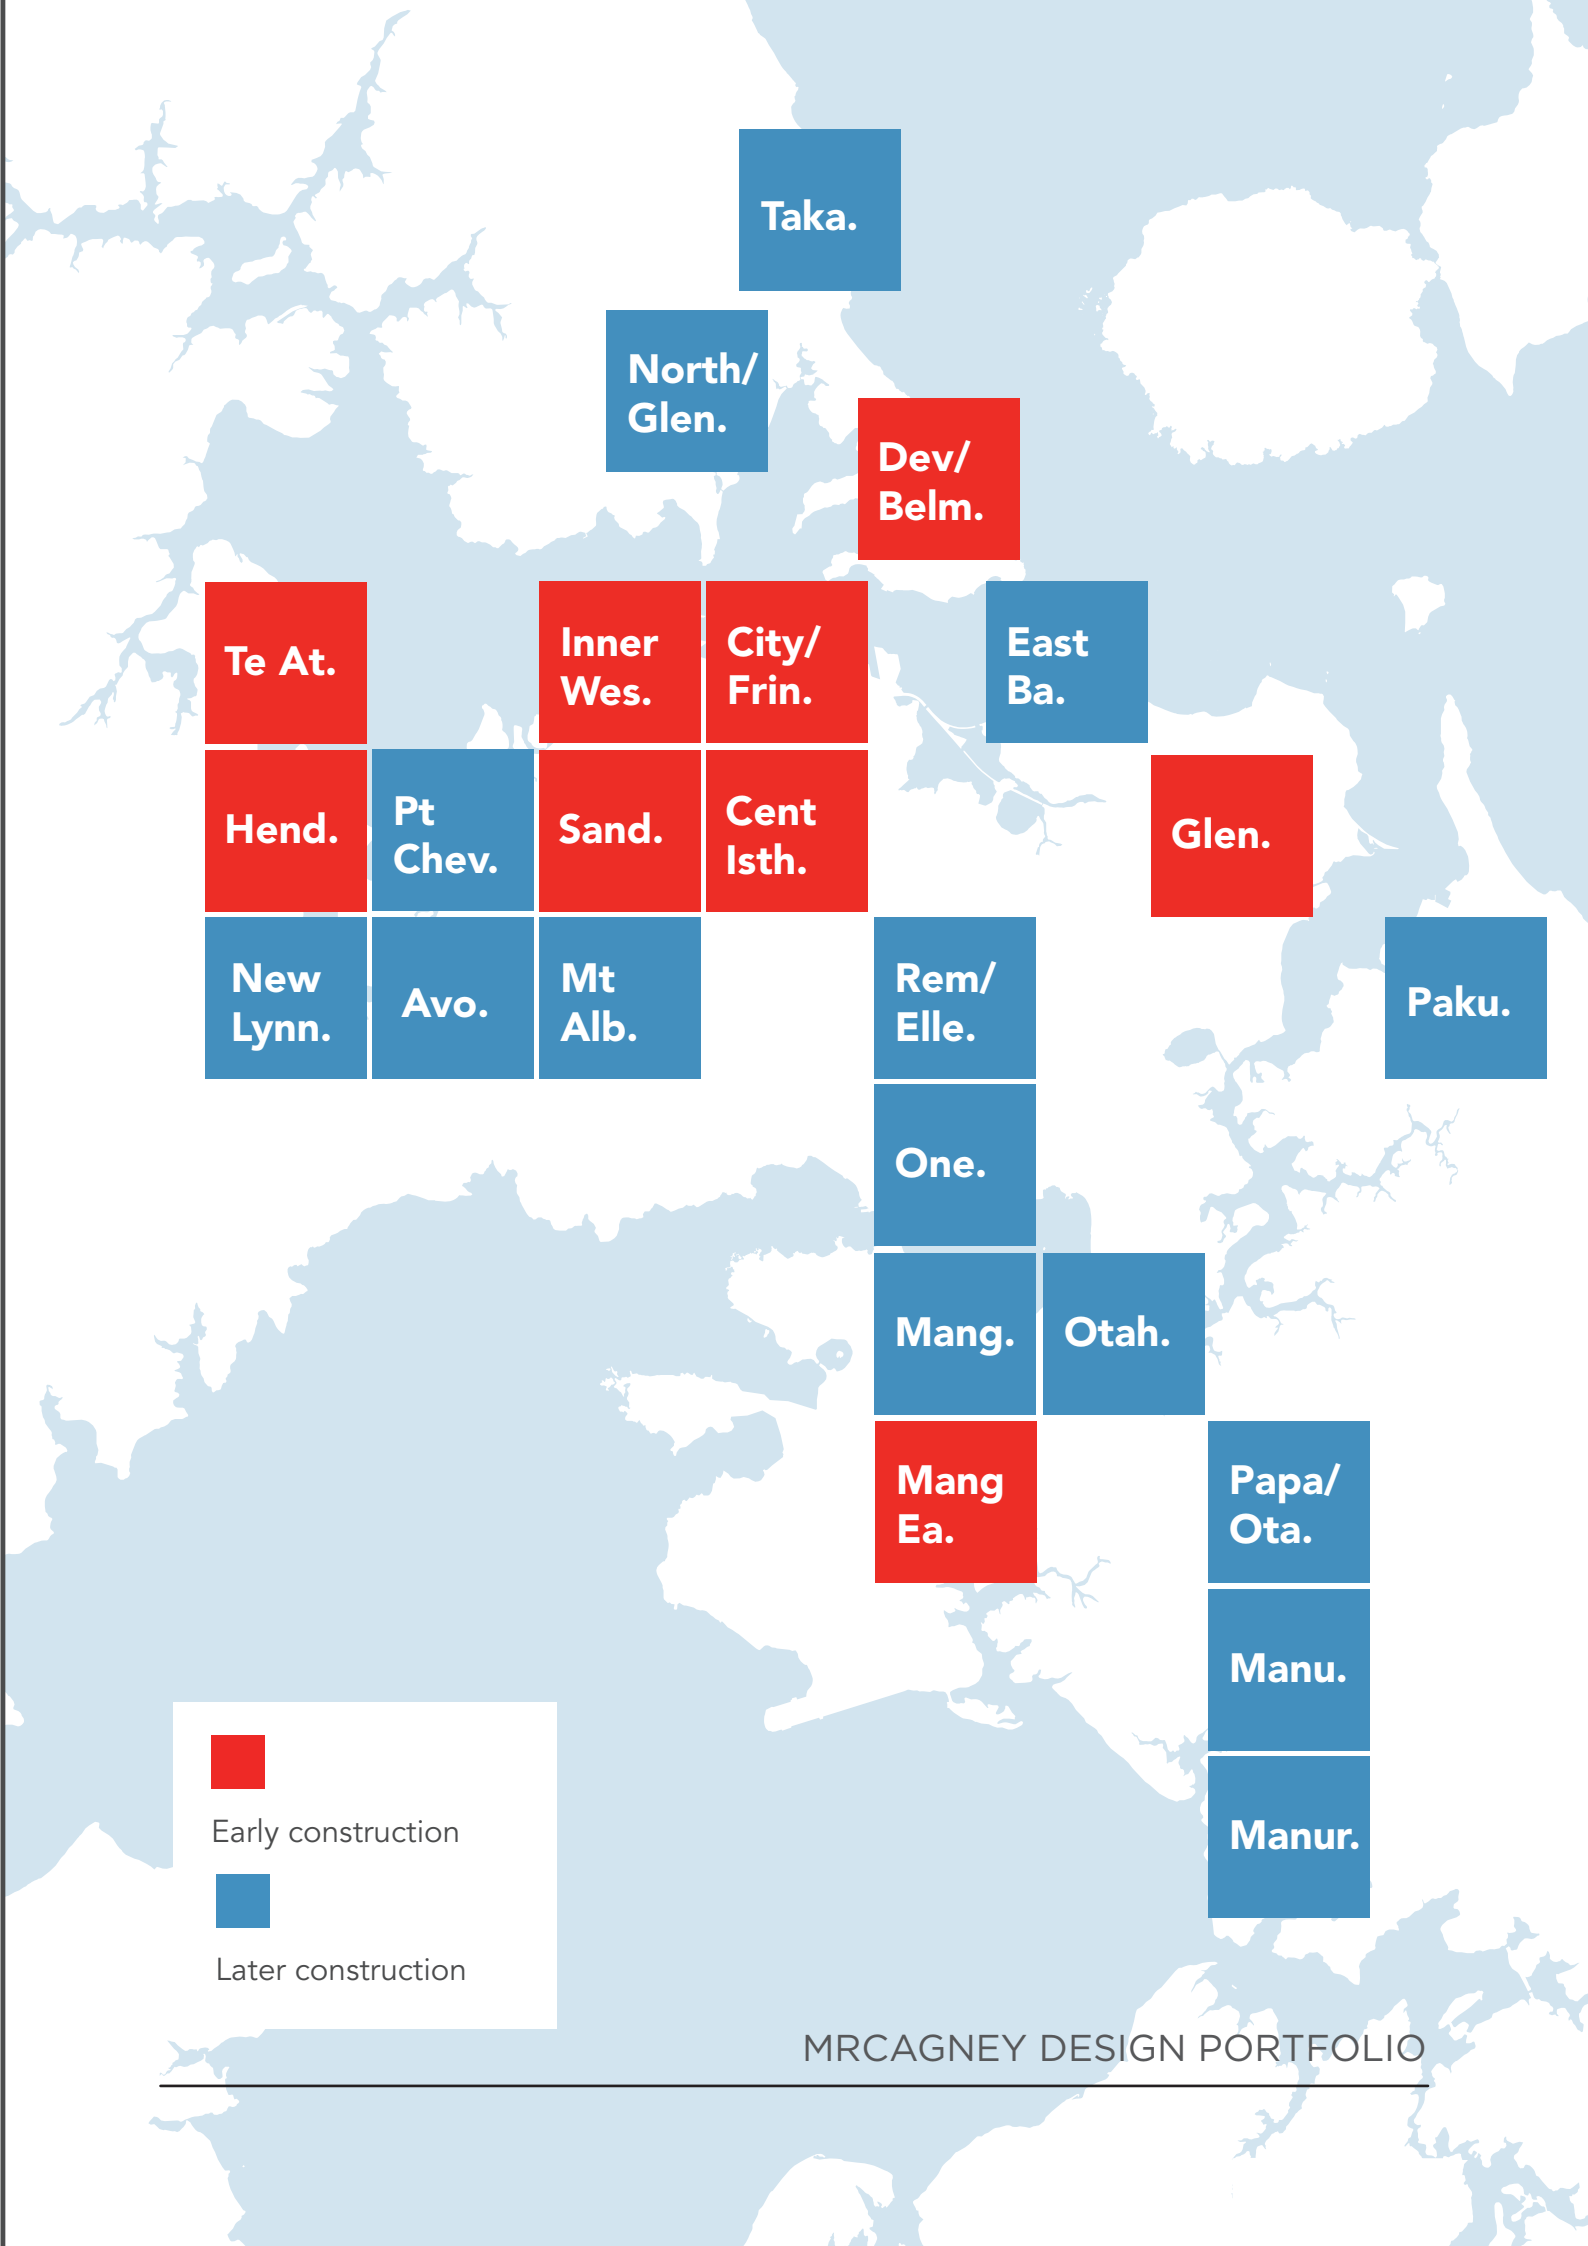 Taka.
North/
Glen.
Dev/
Belm.
Te At.
Inner
Wes.
City/
Frin.
East
Ba.
Hend.
Pt
Chev.
Sand.
Cent
Isth.
Glen.
New
Lynn.
Avo.
Mt
Alb.
Rem/
Elle.
Paku.
One.
Mang.
Otah.
Mang
Ea.
Papa/
Ota.
Manu.
Manur.
Early construction
Later construction
MRCAGNEY DESIGN PORTFOLIO